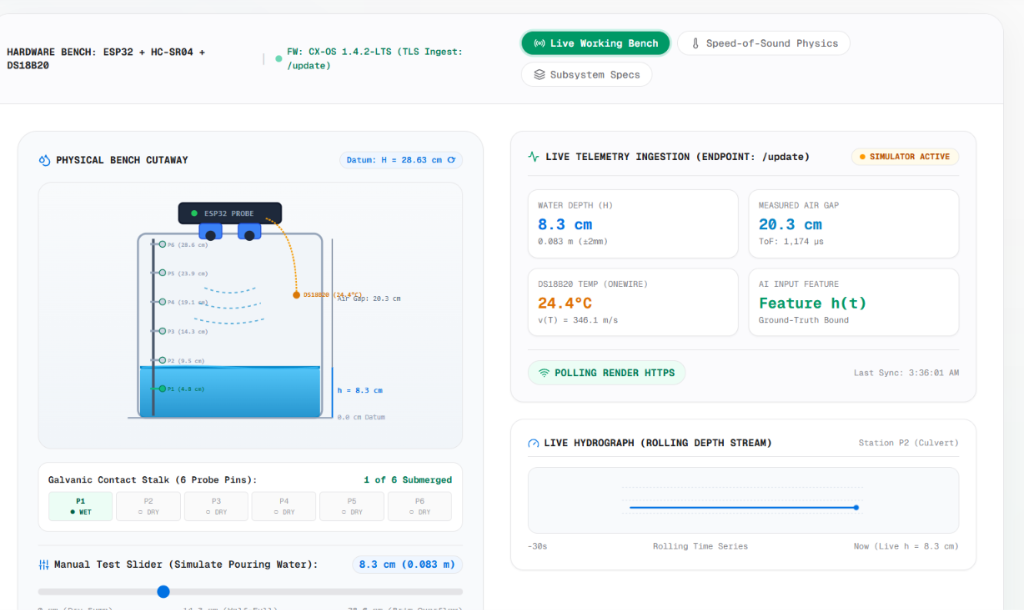 HARDWARE BENCH: ESP32 + HC-SR04 +
DS18B20
FW: CX-OS 1.4.2-LTS (TLS Ingest:
/update)
Live Working Bench
Speed-of-Sound Physics
Subsystem Specs
PHYSICAL BENCH CUTAWAY
Datum: H = 28.63 cm
ESP32 PROBE
P6 (28.6 cm)
P5 (23.9 cm)
P4 (19.1 cm)
P3 (14.3 cm)
P2 (9.5 cm)
P1 (4.8 cm)
DS18B20 (24.4°C)
Air Gap: 20.3 cm
h = 8.3 cm
0.0 cm Datum
Galvanic Contact Stalk (6 Probe Pins):
1 of 6 Submerged
P1
WET
P2
DRY
P3
DRY
P4
DRY
P5
DRY
P6
DRY
Manual Test Slider (Simulate Pouring Water):
8.3 cm (0.083 m)
LIVE TELEMETRY INGESTION (ENDPOINT: /update)
SIMULATOR ACTIVE
WATER DEPTH (H)
8.3 cm
0.083 m (±2mm)
MEASURED AIR GAP
20.3 cm
ToF: 1,174 µs
DS18B20 TEMP (ONEWIRE)
24.4°C
v(T) = 346.1 m/s
AI INPUT FEATURE
Feature h(t)
Ground-Truth Bound
POLLING RENDER HTTPS
Last Sync: 3:36:01 AM
LIVE HYDROGRAPH (ROLLING DEPTH STREAM)
Station P2 (Culvert)
-30s
Rolling Time Series
Now (Live h = 8.3 cm)